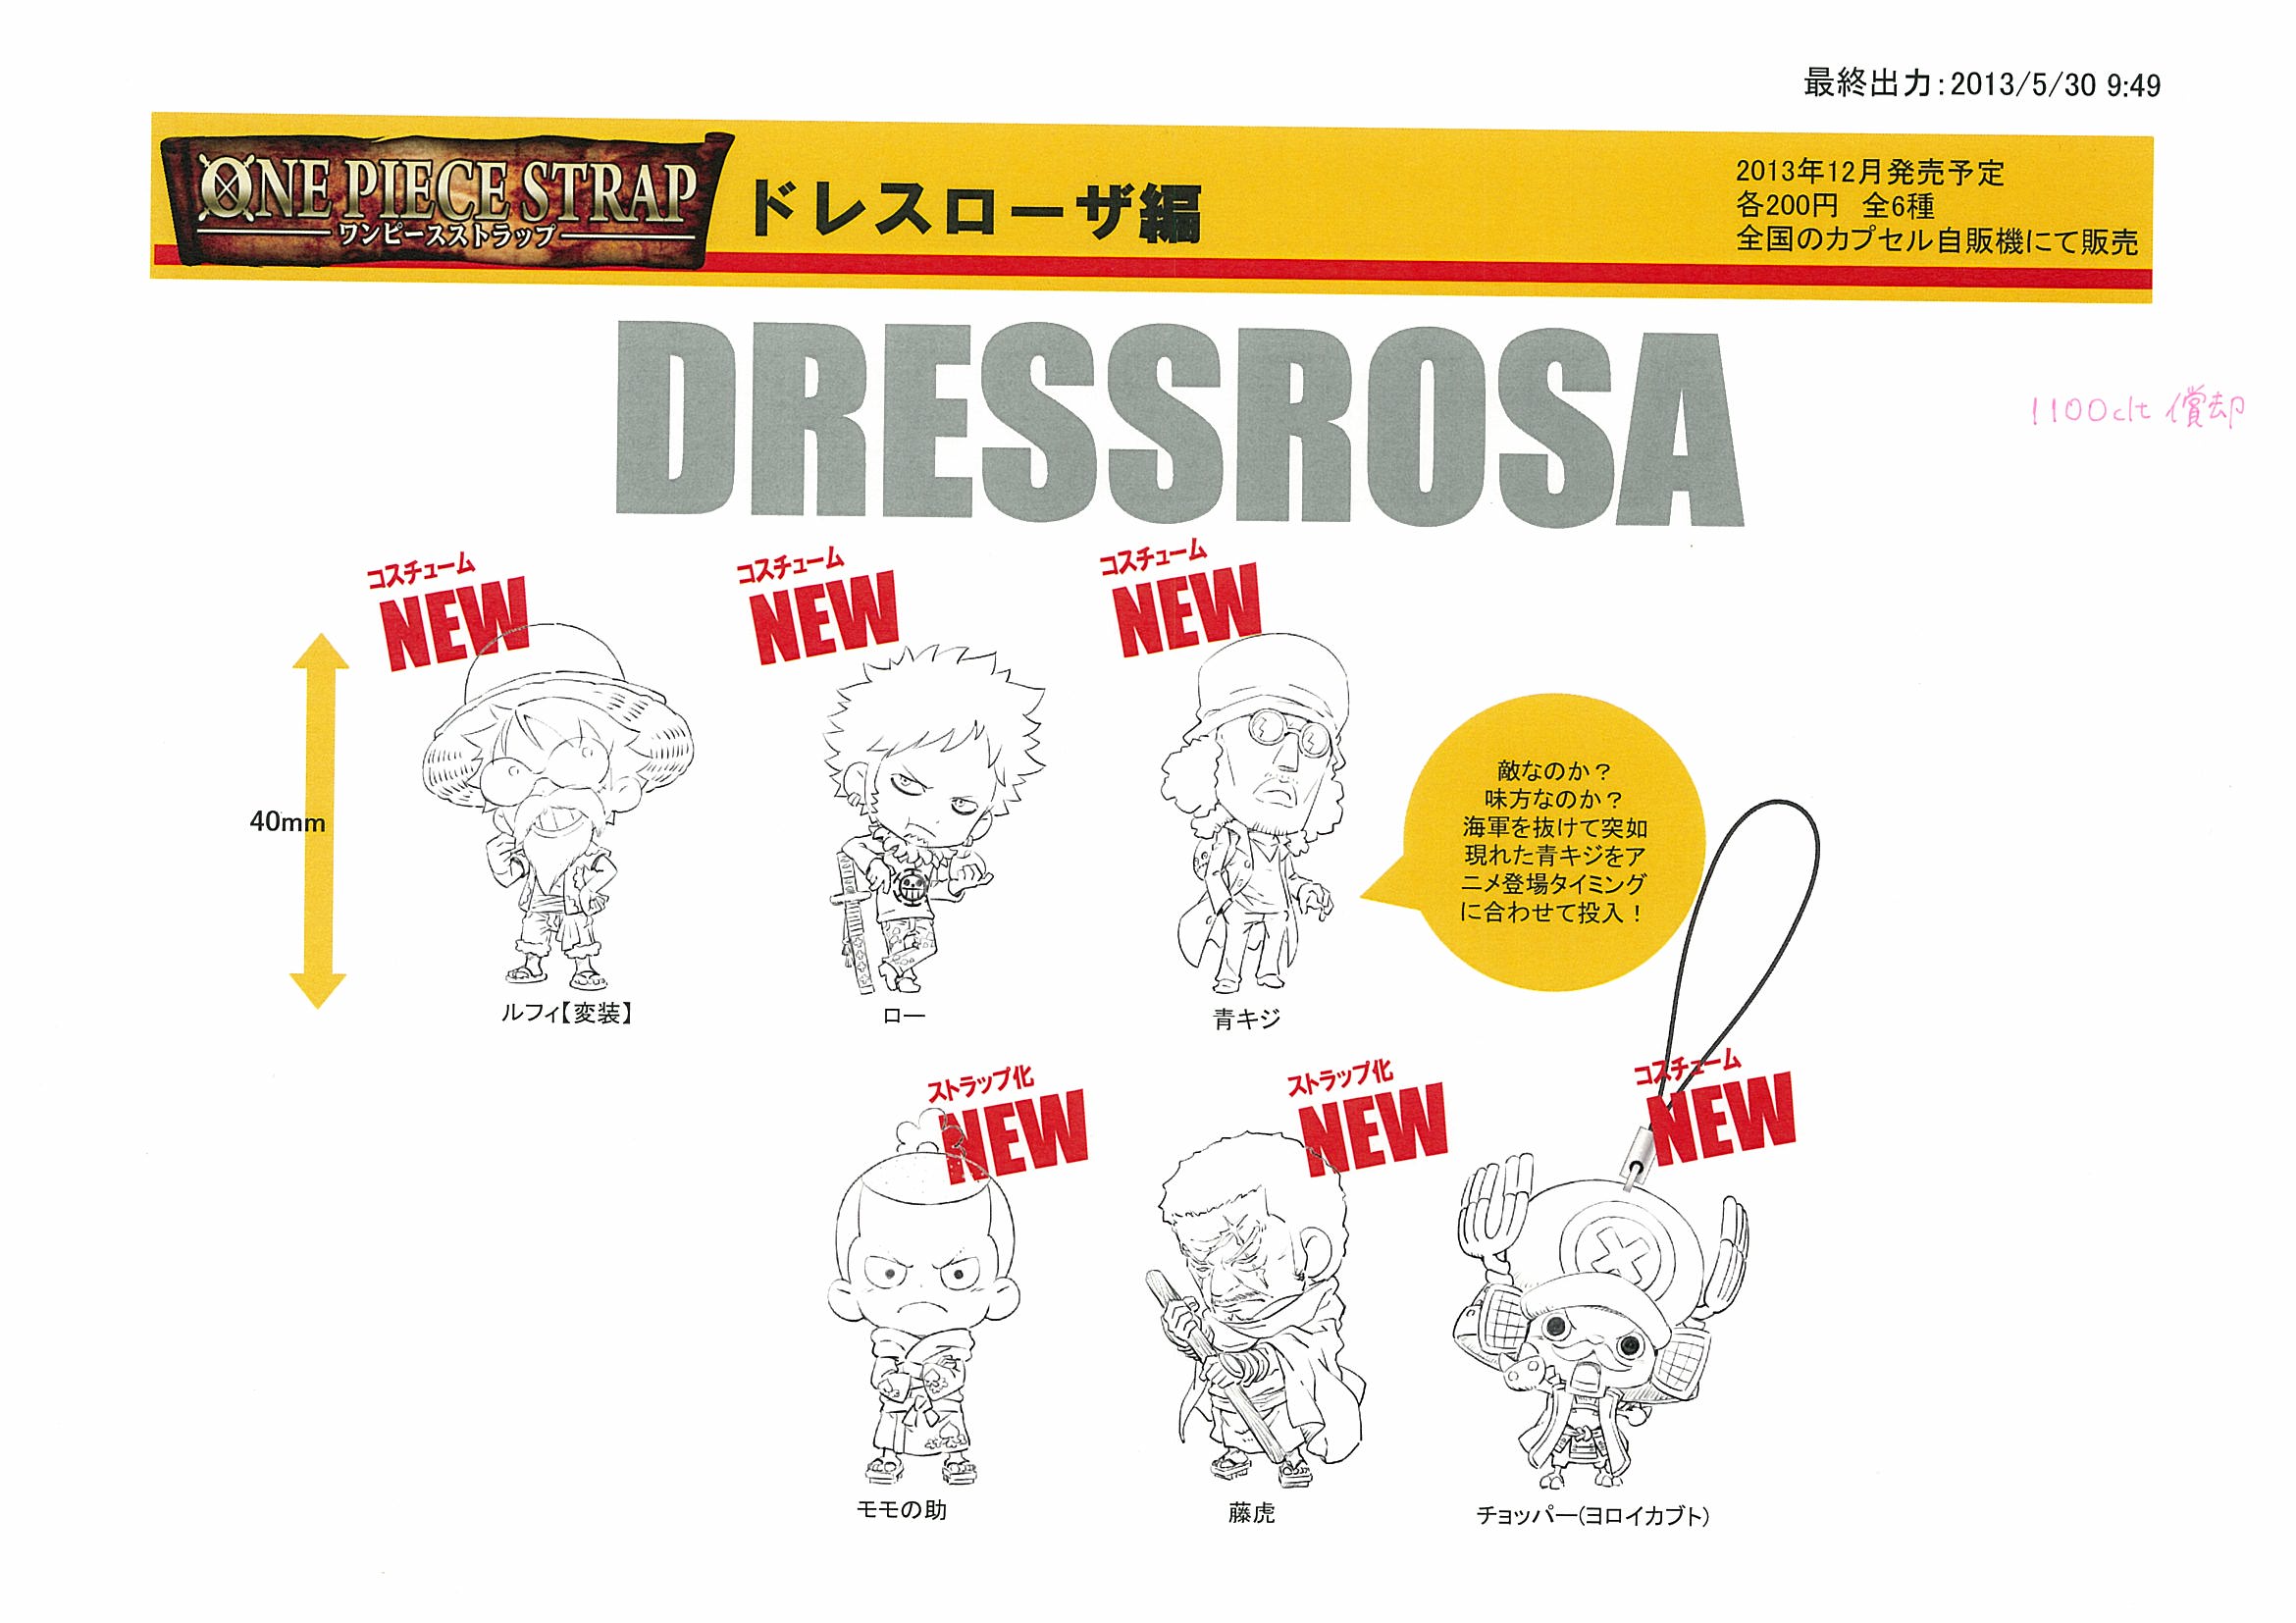 最終出力：2013/5/30 9:49
ONE PIECE STRAP
ワンピースストラップ
ドレスローザ編
2013年12月発売予定
各200円　全6種
全国のカプセル自販機にて販売
DRESSROSA
1100clt 償却
コスチューム
NEW
コスチューム
NEW
コスチューム
NEW
40mm
敵なのか？
味方なのか？
海軍を抜けて突如
現れた青キジをア
ニメ登場タイミング
に合わせて投入！
ルフィ【変装】
ロー
青キジ
ストラップ化
NEW
ストラップ化
NEW
コスチューム
NEW
モモの助
藤虎
チョッパー(ヨロイカブト)